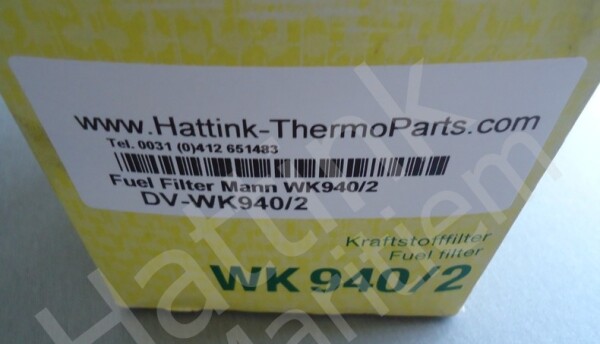 www.Hattink-ThermoParts.com
Tel. 0031 (0)412 651483
Fuel Filter Mann WK940/2
DV-WK940/2
Kraftstofffilter
Fuel filter
WK 940/2
Hattink
Maritiem